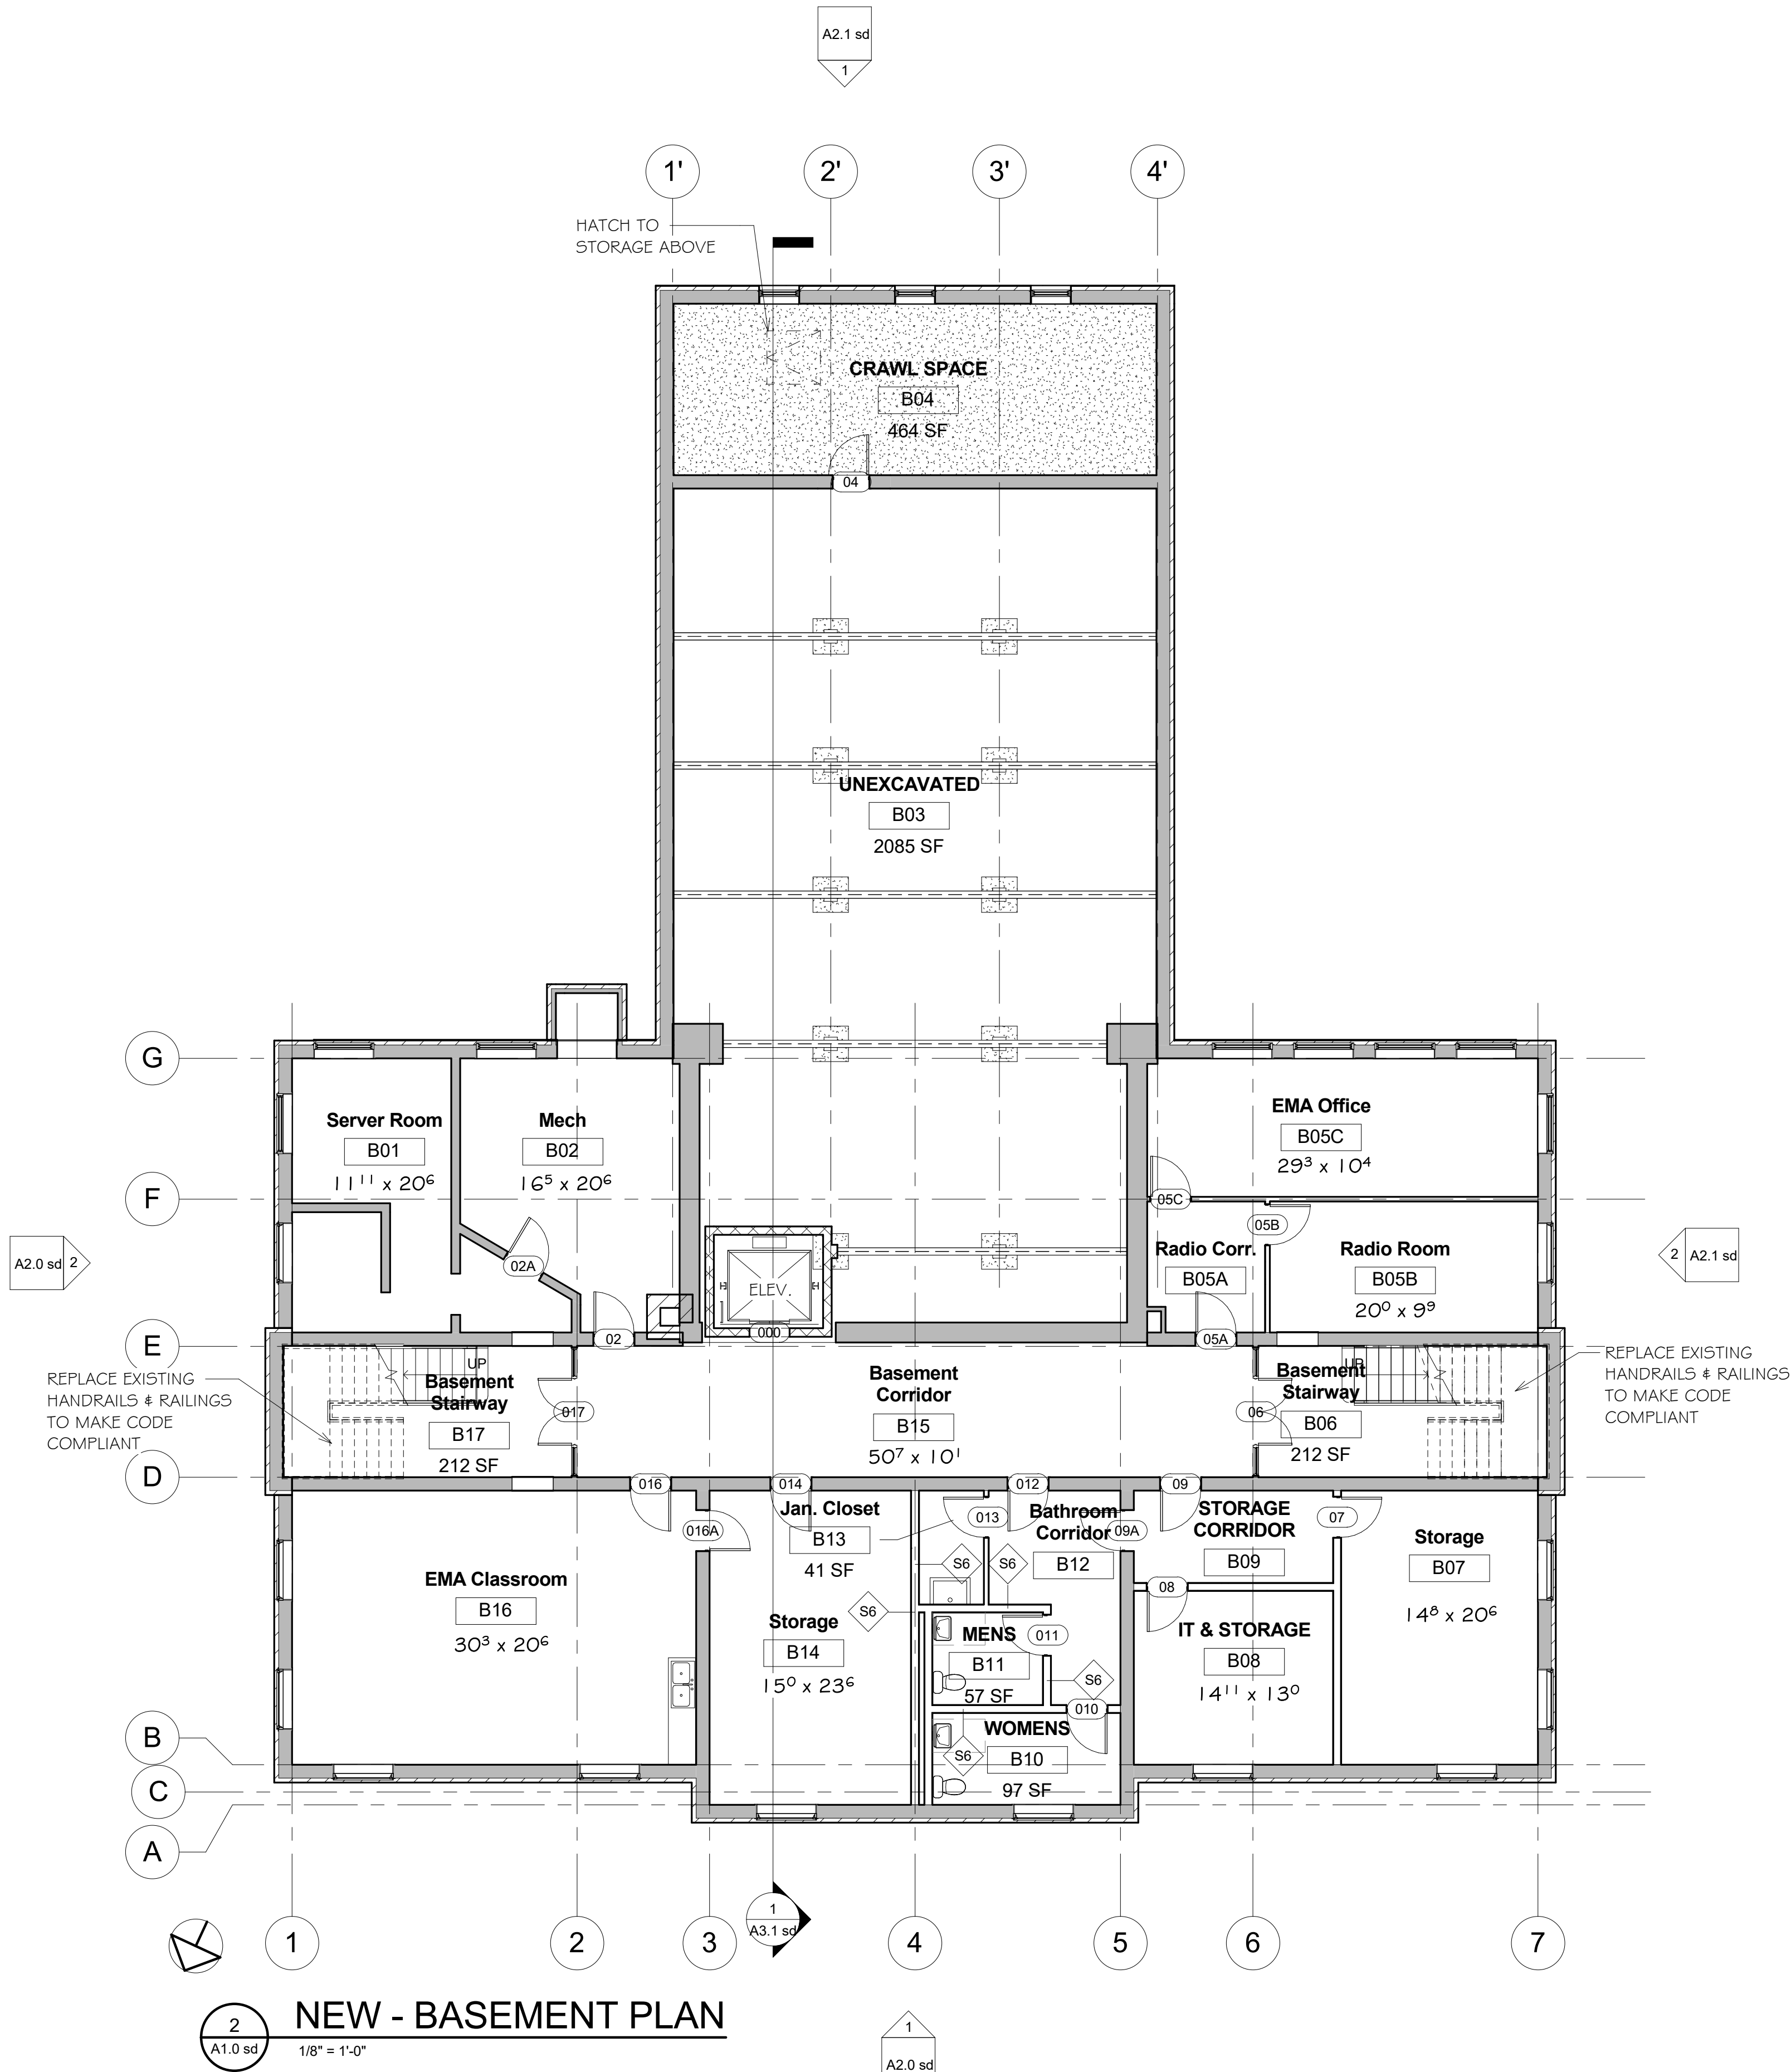 A2.1 sd
1
1'
2'
3'
4'
HATCH TO
STORAGE ABOVE
CRAWL SPACE
B04
464 SF
04
UNEXCAVATED
B03
2085 SF
G
Server Room
B01
11¹¹ x 20⁶
Mech
B02
16⁵ x 20⁶
EMA Office
B05C
29³ x 10⁴
F
05C
05B
A2.0 sd
2
02A
ELEV.
Radio Corr.
B05A
Radio Room
B05B
20⁰ x 9⁹
2
A2.1 sd
E
02
000
05A
REPLACE EXISTING
HANDRAILS & RAILINGS
TO MAKE CODE
COMPLIANT
UP
Basement
Stairway
B17
212 SF
017
Basement
Corridor
B15
50⁷ x 10¹
06
UP
Basement
Stairway
B06
212 SF
REPLACE EXISTING
HANDRAILS & RAILINGS
TO MAKE CODE
COMPLIANT
D
016
014
012
09
016A
Jan. Closet
B13
41 SF
013
Bathroom
Corridor
B12
09A
STORAGE
CORRIDOR
B09
07
Storage
B07
14⁸ x 20⁶
S6
S6
08
EMA Classroom
B16
30³ x 20⁶
S6
Storage
B14
15⁰ x 23⁶
MENS
B11
57 SF
011
S6
IT & STORAGE
B08
14¹¹ x 13⁰
010
B
WOMENS
B10
97 SF
S6
C
A
1
2
3
1
A3.1 sd
4
5
6
7
2
A1.0 sd
NEW - BASEMENT PLAN
1/8" = 1'-0"
1
A2.0 sd